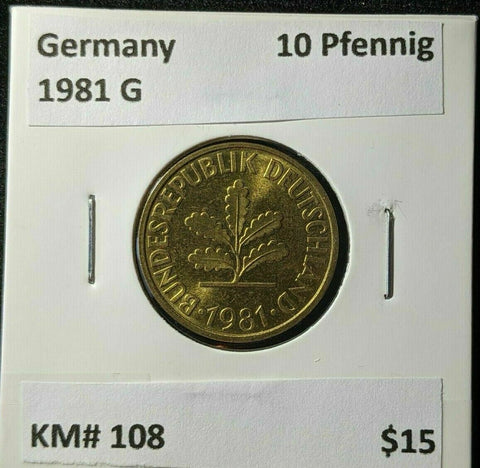 Germany 10 Pfennig
1981 G
BUNDESREPUBLIK DEUTSCHLAND
·1981·
KM# 108 $15